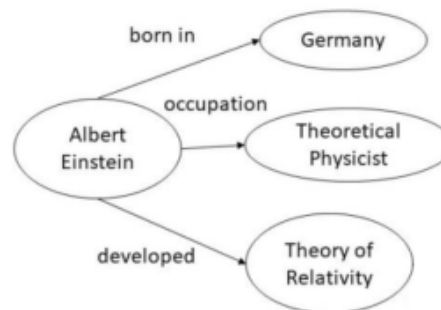 born in
Germany
occupation
Albert
Einstein
Theoretical
Physicist
developed
Theory of
Relativity